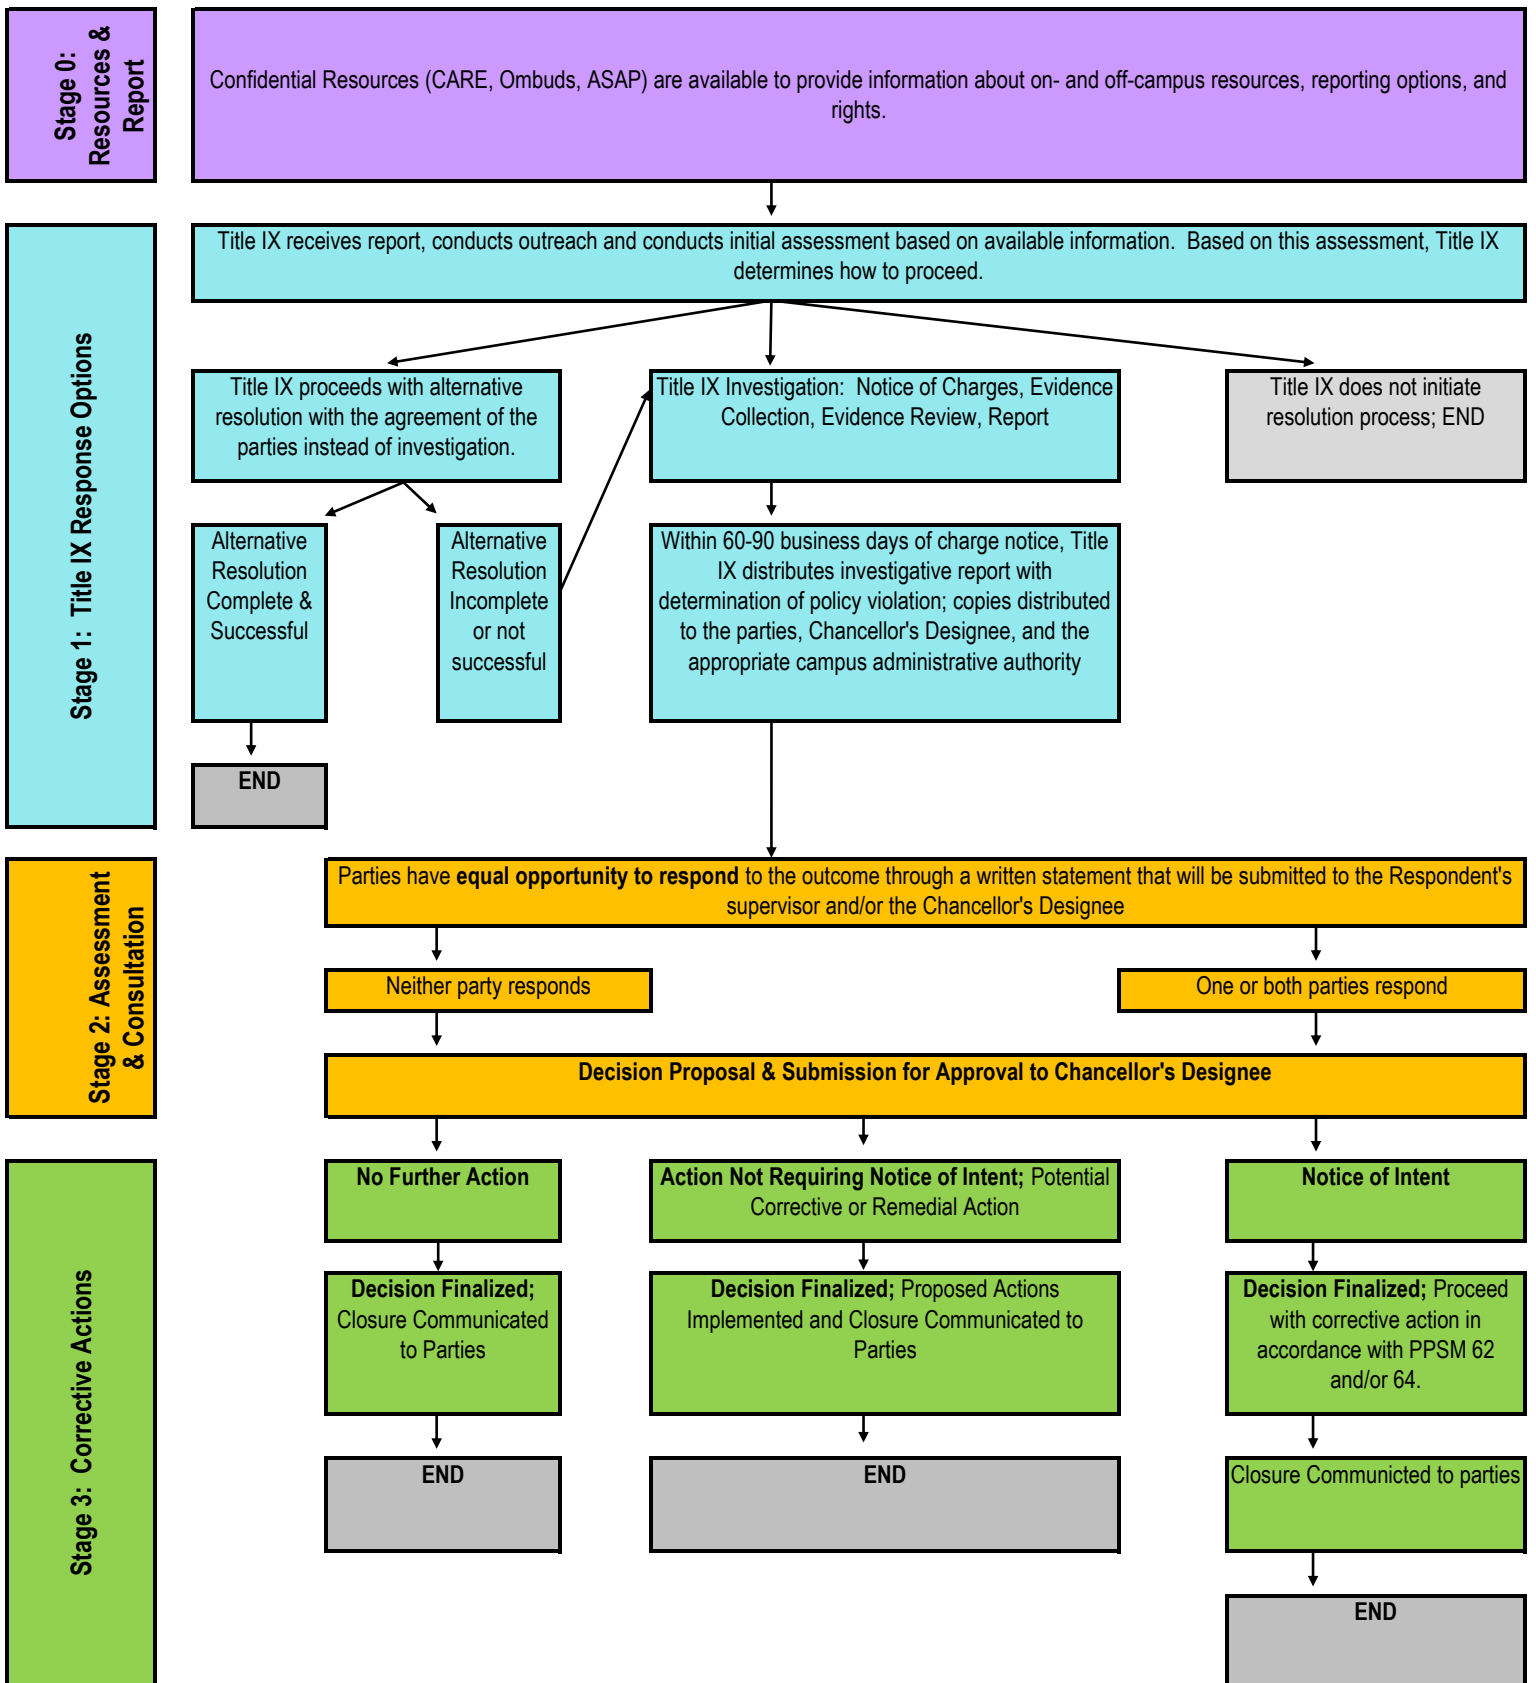 Stage 0:
Resources &
Report
Confidential Resources (CARE, Ombuds, ASAP) are available to provide information about on- and off-campus resources, reporting options, and
rights.
Stage 1:  Title IX Response Options
Title IX receives report, conducts outreach and conducts initial assessment based on available information.  Based on this assessment, Title IX
determines how to proceed.
Title IX proceeds with alternative
resolution with the agreement of the
parties instead of investigation.
Title IX Investigation:  Notice of Charges, Evidence
Collection, Evidence Review, Report
Title IX does not initiate
resolution process; END
Alternative
Resolution
Complete &
Successful
Alternative
Resolution
Incomplete
or not
successful
Within 60-90 business days of charge notice, Title
IX distributes investigative report with
determination of policy violation; copies distributed
to the parties, Chancellor's Designee, and the
appropriate campus administrative authority
END
Stage 2: Assessment
& Consultation
Parties have equal opportunity to respond to the outcome through a written statement that will be submitted to the Respondent's
supervisor and/or the Chancellor's Designee
Neither party responds
One or both parties respond
Decision Proposal & Submission for Approval to Chancellor's Designee
Stage 3:  Corrective Actions
No Further Action
Action Not Requiring Notice of Intent; Potential
Corrective or Remedial Action
Notice of Intent
Decision Finalized;
Closure Communicated
to Parties
Decision Finalized; Proposed Actions
Implemented and Closure Communicated to
Parties
Decision Finalized; Proceed
with corrective action in
accordance with PPSM 62
and/or 64.
END
END
Closure Communicted to parties
END